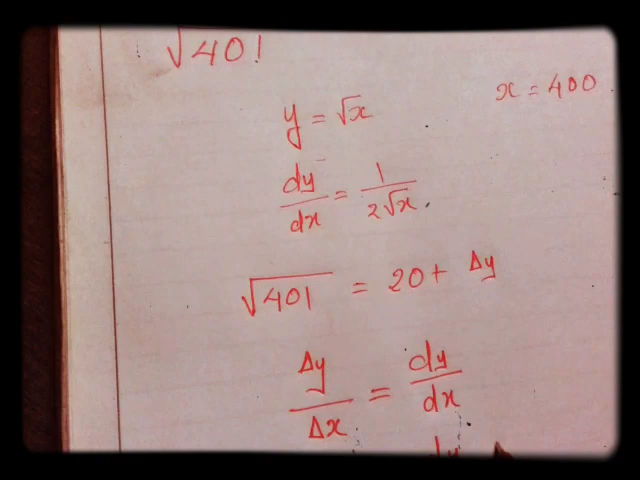 √401
x = 400
y = √x
dy/dx = 1/2√x.
√401 = 20 + Δy
Δy/Δx = dy/dx